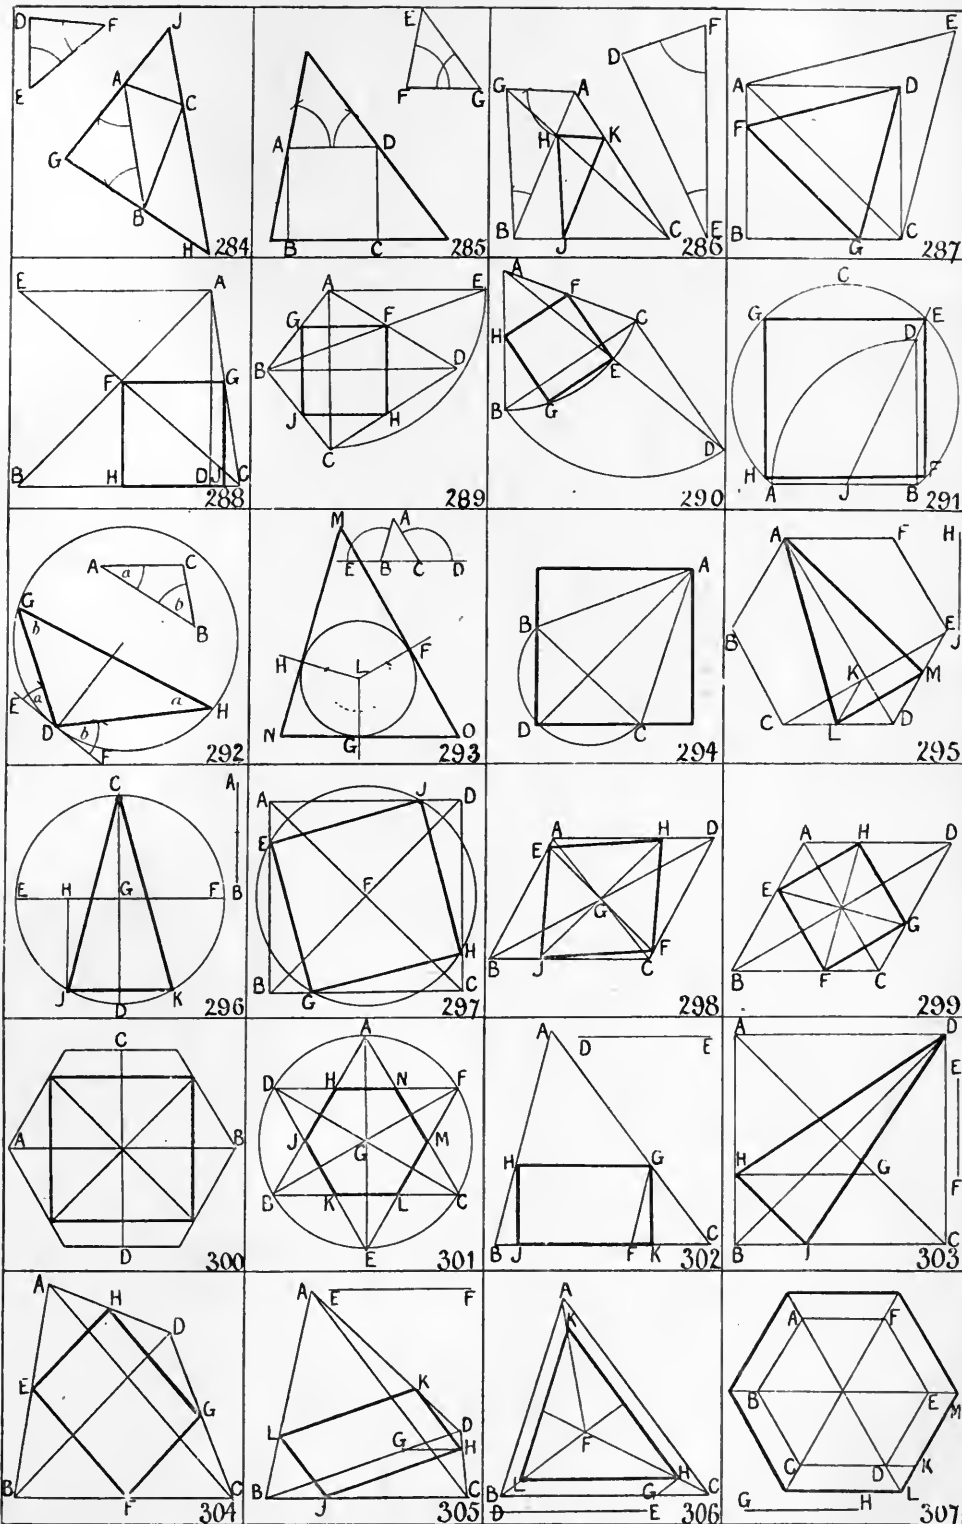 D F J A C G B H E 284
E F G A D B C 285
F D G A H K B J C E 286
E A D F B G C 287
E A F G B H D J C 288
A E G F B D J H C 289
A F C H E B G D 290
C G E D H F A J B 291
A a C b B G b E a D b F a H 292
M A E B C D H L F N G O 293
A B D C 294
A F H B E J K M C L D 295
C A E H G F B J D K 296
A J D E F H B G C 297
A H D E G B J F C 298
A H D E G B F C 299
C A B D 300
A D H N F J G M B K L C E 301
A D E H G B J F K C 302
A D E H G F B J C 303
A H D E G B F C 304
A E F K L G D H B J C 305
A K F L H B G C D E 306
A F B E M C D K G H L 307